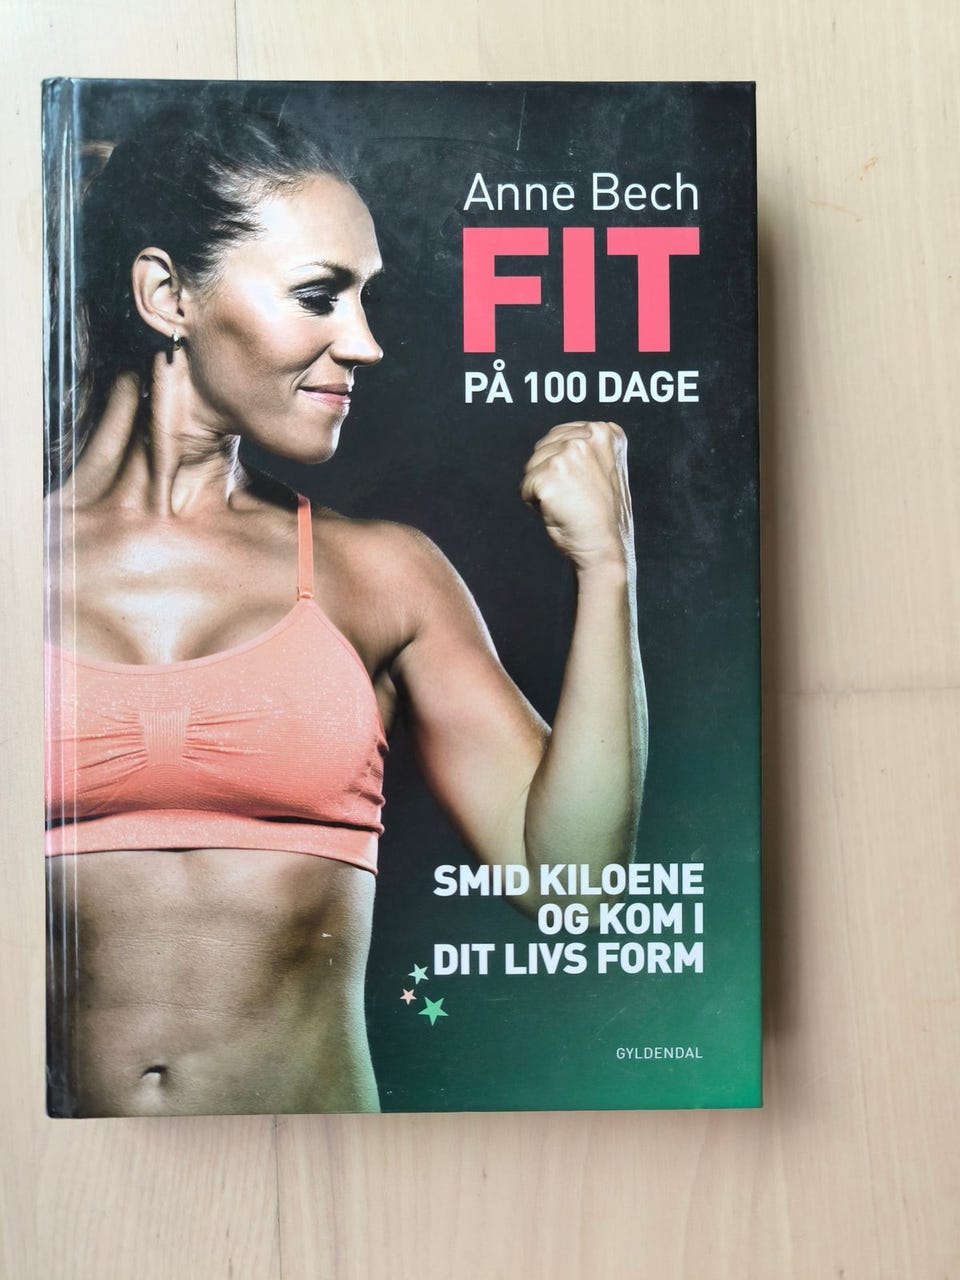 Anne Bech
FIT
PÅ 100 DAGE
SMID KILOENE
OG KOM I
DIT LIVS FORM
GYLDENDAL